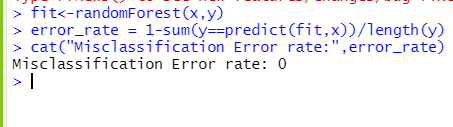 > fit<-randomForest(x,y)
> error_rate = 1-sum(y==predict(fit,x))/length(y)
> cat("Misclassification Error rate:",error_rate)
Misclassification Error rate: 0
>